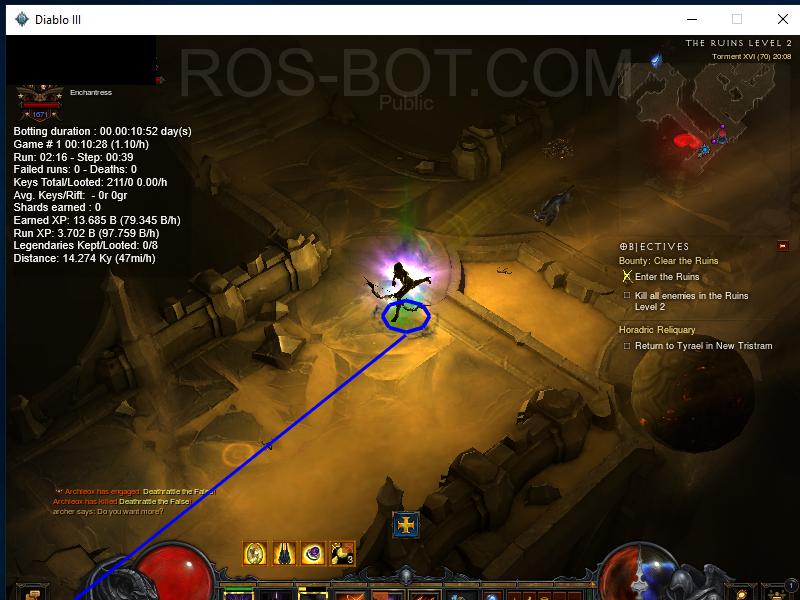 Diablo III
ROS-BOT.COM
Public
THE RUINS LEVEL 2
Torment XVI (70) 20:08
Enchantress
1671
Botting duration : 00.00:10:52 day(s)
Game # 1 00:10:28 (1.10/h)
Run: 02:16 - Step: 00:39
Failed runs: 0 - Deaths: 0
Keys Total/Looted: 211/0 0.00/h
Avg. Keys/Rift: - 0r 0gr
Shards earned : 0
Earned XP: 13.685 B (79.345 B/h)
Run XP: 3.702 B (97.759 B/h)
Legendaries Kept/Looted: 0/8
Distance: 14.274 Ky (47mi/h)
OBJECTIVES
Bounty: Clear the Ruins
Enter the Ruins
Kill all enemies in the Ruins
Level 2
Horadric Reliquary
Return to Tyrael in New Tristram
Archleox has engaged Deathrattle the False!
Archleox has killed Deathrattle the False!
archer says: Do you want more?
3
1